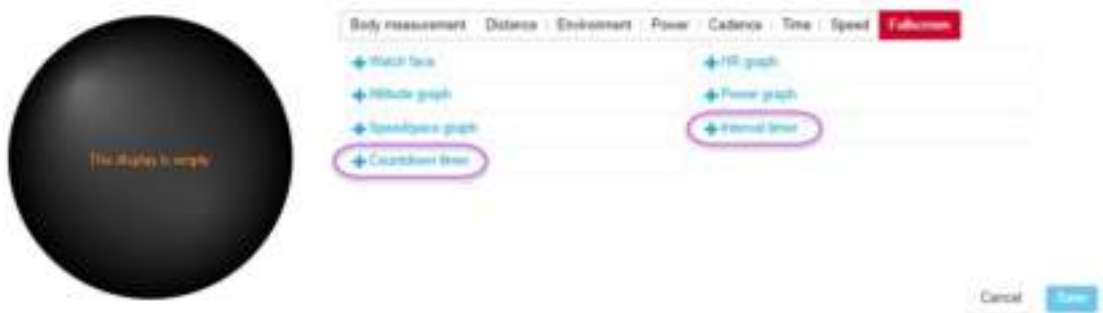 Body measurement Distance Environment Power Cadence Time Speed Fullscreen
Watch face
HR graph
Altitude graph
Power graph
Speed/pace graph
Interval timer
Countdown timer
The display is empty
Cancel Save